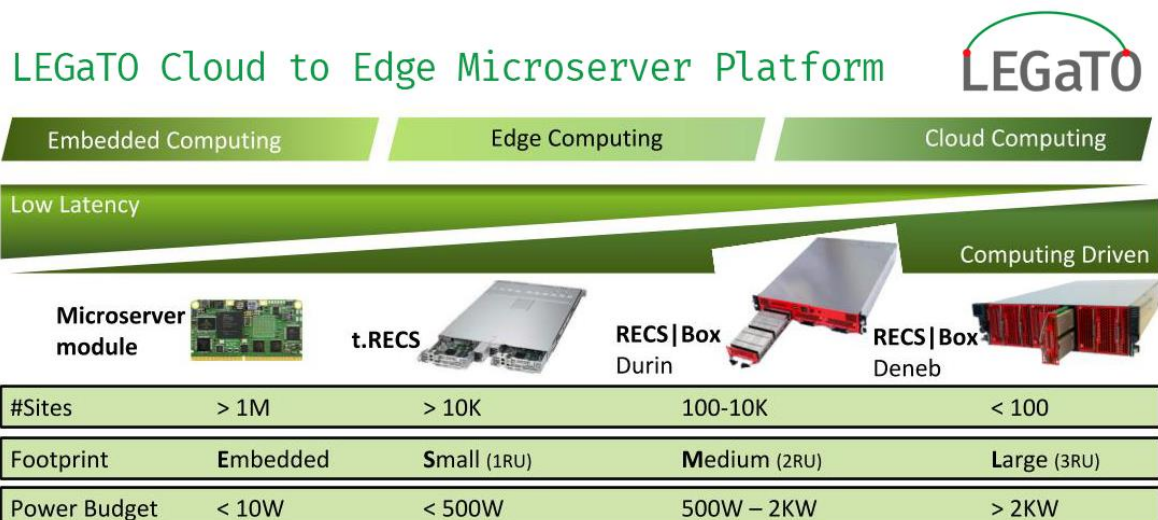 LEGaTO Cloud to Edge Microserver Platform
LEGaTO
Embedded Computing Edge Computing Cloud Computing
Low Latency
Computing Driven
Microserver
module
t.RECS
RECS|Box
Durin
RECS|Box
Deneb
#Sites > 1M > 10K 100-10K < 100
Footprint Embedded Small (1RU) Medium (2RU) Large (3RU)
Power Budget < 10W < 500W 500W – 2KW > 2KW